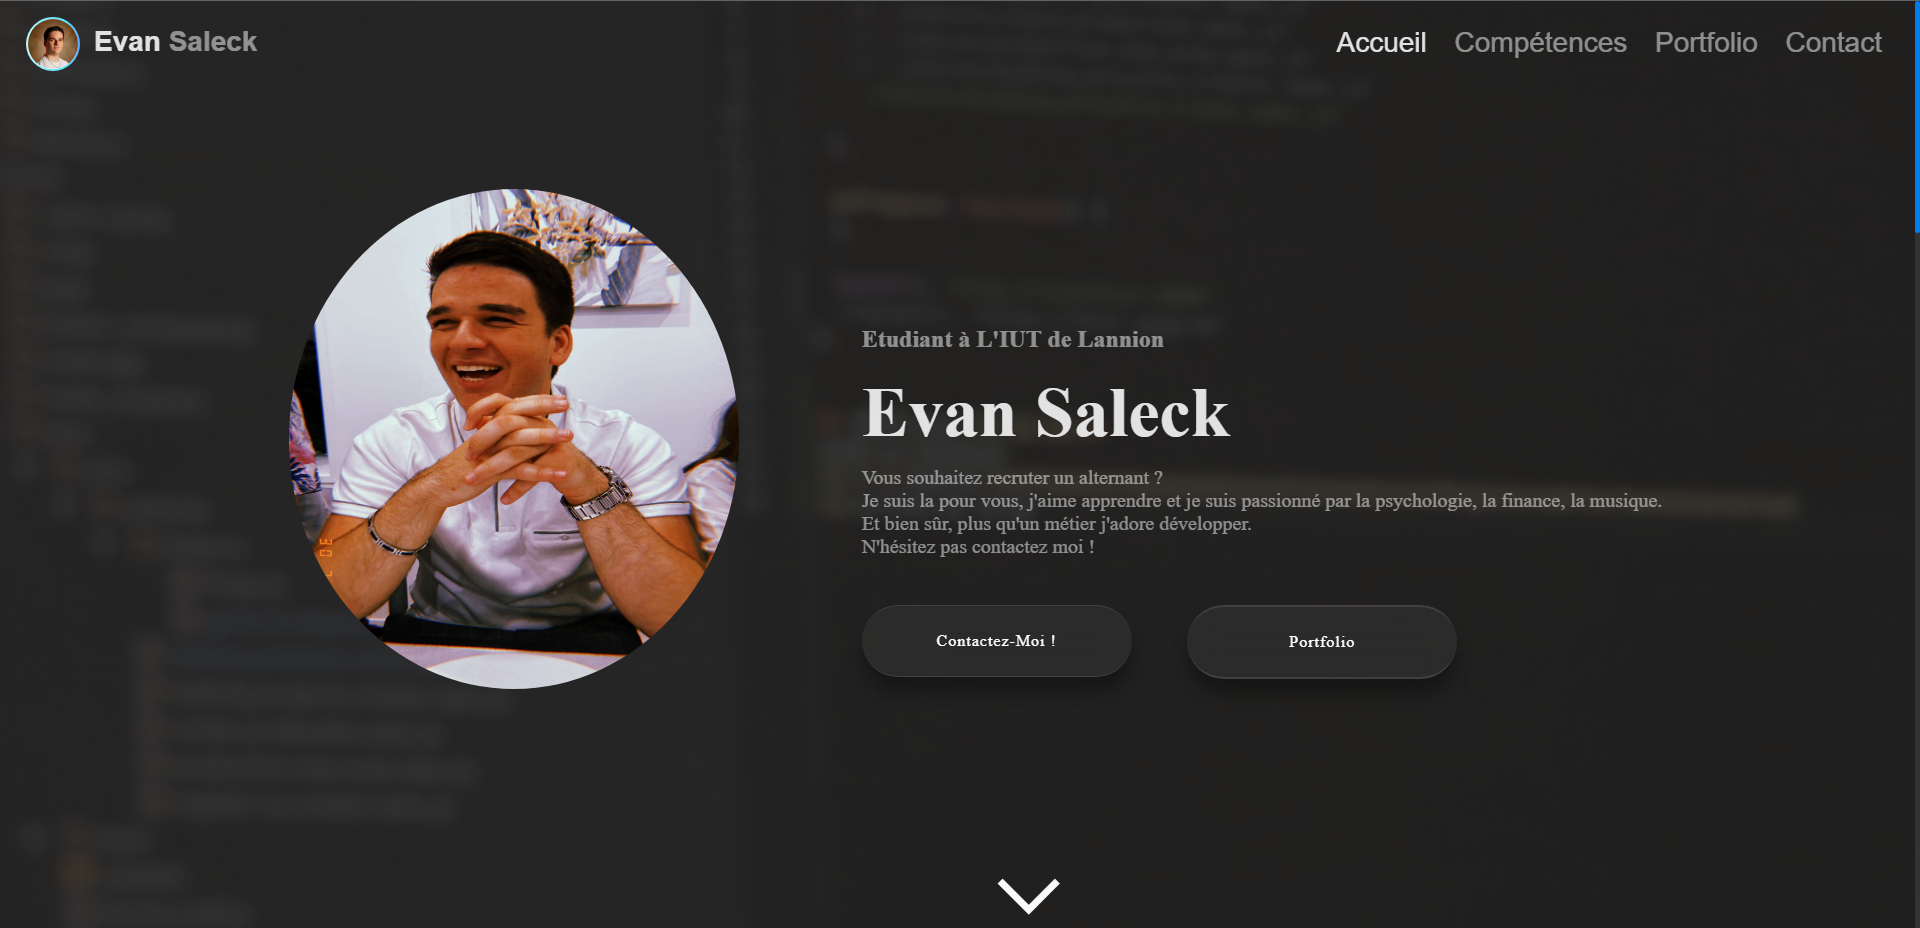 Evan Saleck
Accueil Compétences Portfolio Contact
Etudiant à L'IUT de Lannion
Evan Saleck
Vous souhaitez recruter un alternant ?
Je suis la pour vous, j'aime apprendre et je suis passionné par la psychologie, la finance, la musique.
Et bien sûr, plus qu'un métier j'adore développer.
N'hésitez pas contactez moi !
Contactez-Moi !
Portfolio